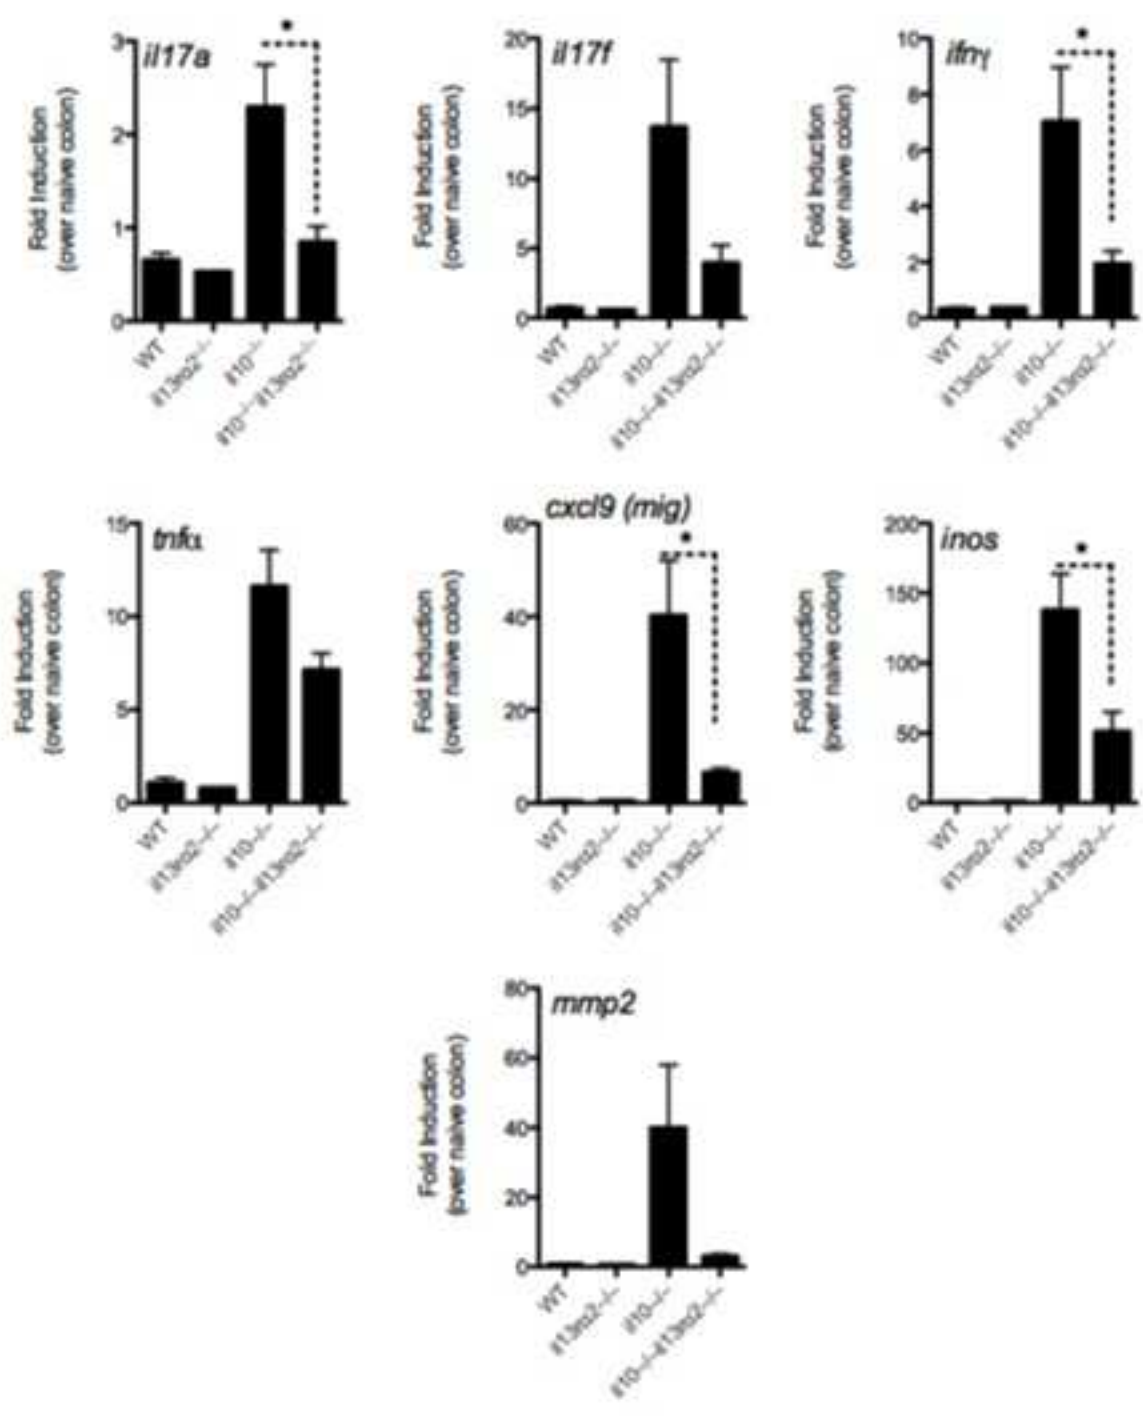 il17a
*
Fold Induction
(over naive colon)
3
2
1
0
WT
il13rα2⁻/⁻
il10⁻/⁻
il10⁻/⁻il13rα2⁻/⁻
il17f
Fold Induction
(over naive colon)
20
15
10
5
0
WT
il13rα2–/–
il10–/–
il10–/–il13rα2–/–
ifnγ
*
Fold Induction
(over naive colon)
10
8
6
4
2
0
WT
il13rα2–/–
il10–/–
il10–/–il13rα2–/–
tnfα
Fold Induction
(over naive colon)
15
10
5
0
WT
il13rα2–/–
il10–/–
il10–/–il13rα2–/–
cxcl9 (mig)
*
Fold Induction
(over naive colon)
60
40
20
0
WT
il13rα2–/–
il10–/–
il10–/–il13rα2–/–
inos
*
Fold Induction
(over naive colon)
200
150
100
50
0
WT
il13rα2–/–
il10–/–
il10–/–il13rα2–/–
mmp2
Fold Induction
(over naive colon)
80
60
40
20
0
WT
il13rα2–/–
il10–/–
il10–/–il13rα2–/–